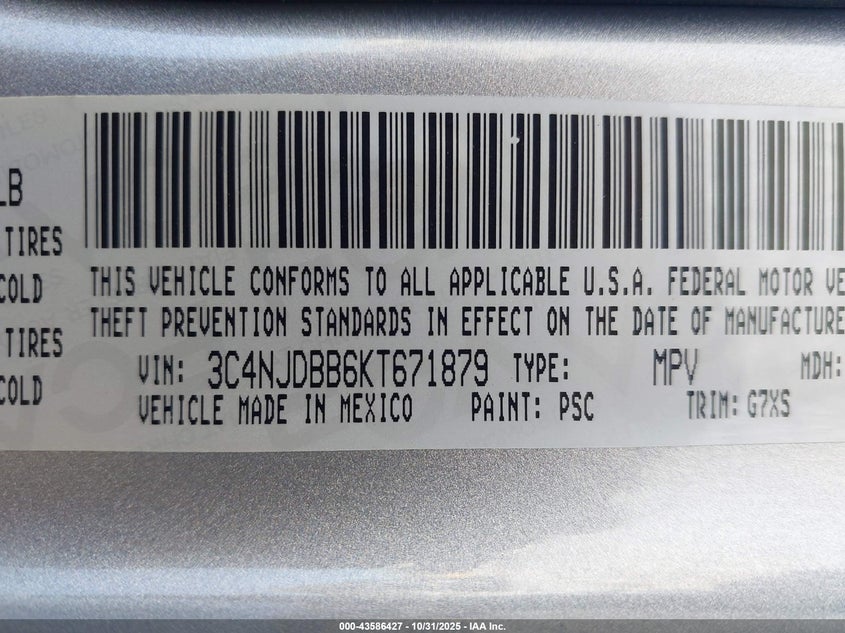 LB
TIRES
COLD
TIRES
COLD
THIS VEHICLE CONFORMS TO ALL APPLICABLE U.S.A. FEDERAL MOTOR VE
THEFT PREVENTION STANDARDS IN EFFECT ON THE DATE OF MANUFACTURE
VIN: 3C4NJDBB6KT671879 TYPE: MPV MDH:
VEHICLE MADE IN MEXICO PAINT: PSC TRIM: G7XS
000-43586427 - 10/31/2025 - IAA Inc.